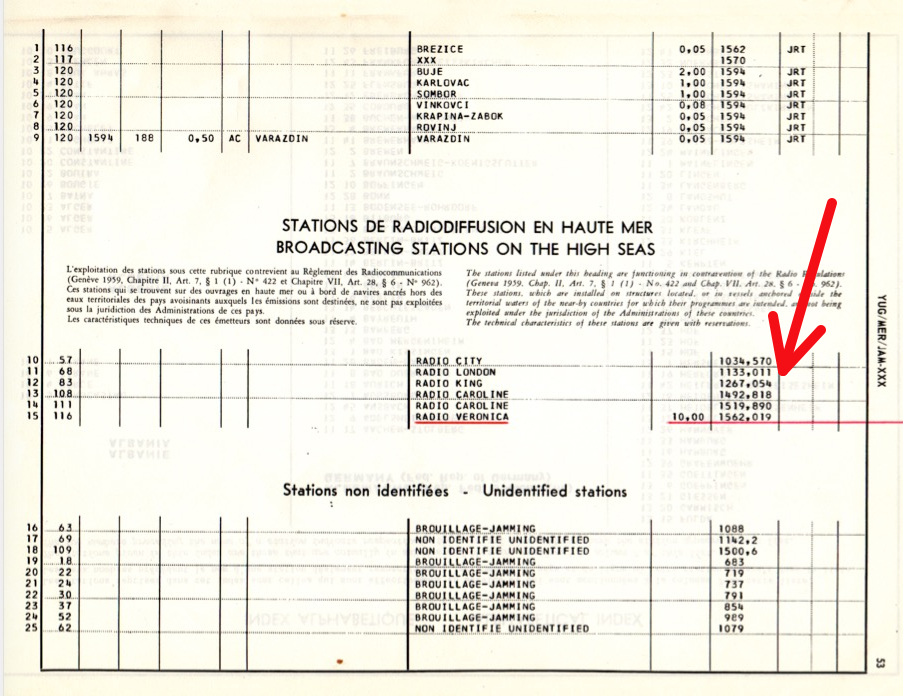 1 116 BREZICE 0,05 1562 JRT
2 117 XXX 1570
3 120 BUJE 2,00 1594 JRT
4 120 KARLOVAC 1,00 1594 JRT
5 120 SOMBOR 1,00 1594 JRT
6 120 VINKOVCI 0,08 1594 JRT
7 120 KRAPINA-ZABOK 0,05 1594 JRT
8 120 ROVINJ 0,05 1594 JRT
9 120 1594 188 0,50 AC VARAZDIN VARAZDIN 0,05 1594 JRT
STATIONS DE RADIODIFFUSION EN HAUTE MER
BROADCASTING STATIONS ON THE HIGH SEAS
L'exploitation des stations sous cette rubrique contrevient au Règlement des Radiocommunications
(Genève 1959, Chapitre II, Art. 7, § 1 (1) - N° 422 et Chapitre VII, Art. 28, § 6 - N° 962).
Ces stations qui se trouvent sur des ouvrages en haute mer ou à bord de navires ancrés hors des
eaux territoriales des pays avoisinants auxquels les émissions sont destinées, ne sont pas exploitées
sous la juridiction des Administrations de ces pays.
Les caractéristiques techniques de ces émetteurs sont données sous réserve.
The stations listed under this heading are functioning in contravention of the Radio Regulations
(Geneva 1959. Chap. II, Art. 7, § 1 (1) - No. 422 and Chap. VII, Art. 28, § 6 - 962).
These stations, which are installed on structures located, or in vessels anchored outside the
territorial waters of the near-by countries for which their programmes are intended, not being
exploited under the jurisdiction of the Administrations of these countries.
The technical characteristics of these stations are given with reservations.
YUG/MER/JAM-XXX
10 57 RADIO CITY 1034,570
11 68 RADIO LONDON 1133,011
12 83 RADIO KING 1267,054
13 108 RADIO CAROLINE 1492,818
14 111 RADIO CAROLINE 1519,890
15 116 RADIO VERONICA 10,00 1562,019
Stations non identifiées - Unidentified stations
16 63 BROUILLAGE-JAMMING 1088
17 69 NON IDENTIFIE UNIDENTIFIED 1142,2
18 109 NON IDENTIFIE UNIDENTIFIED 1500,6
19 18 BROUILLAGE-JAMMING 683
20 22 BROUILLAGE-JAMMING 719
21 24 BROUILLAGE-JAMMING 737
22 30 BROUILLAGE-JAMMING 791
23 37 BROUILLAGE-JAMMING 854
24 52 BROUILLAGE-JAMMING 989
25 62 NON IDENTIFIE UNIDENTIFIED 1079
53